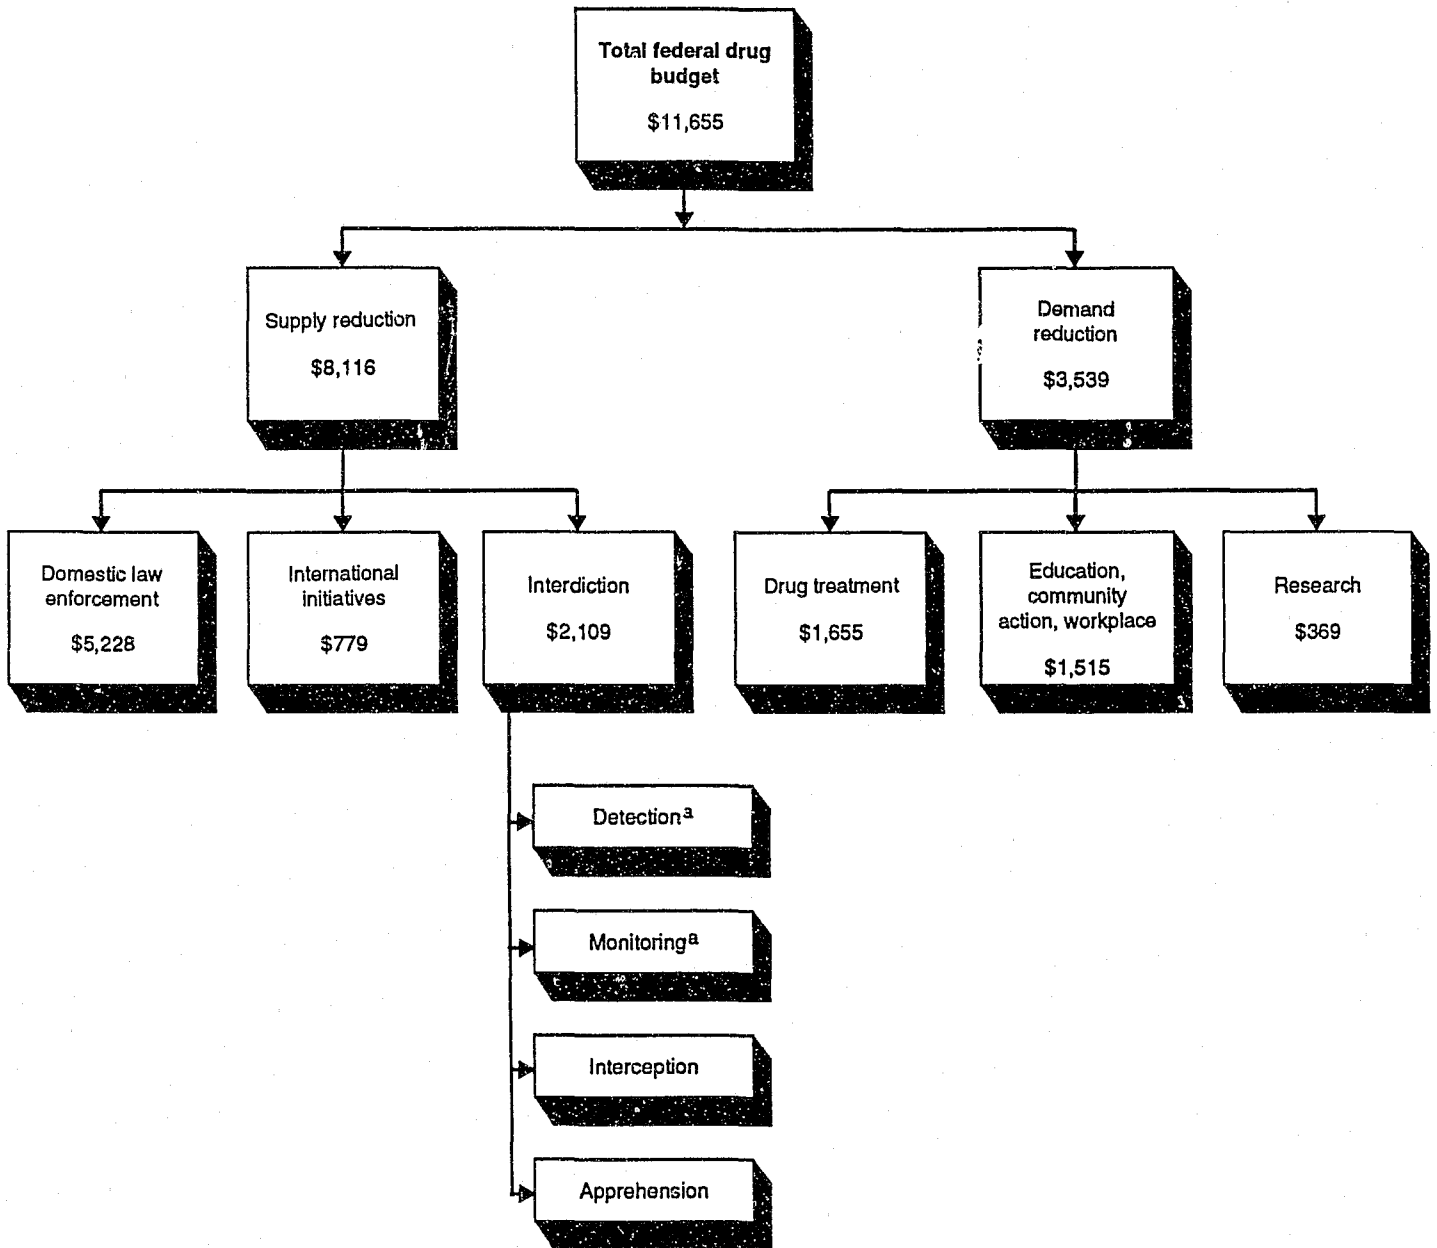 Total federal drug
budget
$11,655
Supply reduction
$8,116
Demand
reduction
$3,539
Domestic law
enforcement
$5,228
International
initiatives
$779
Interdiction
$2,109
Drug treatment
$1,655
Education,
community
action, workplace
$1,515
Research
$369
Detectionª
Monitoringª
Interception
Apprehension